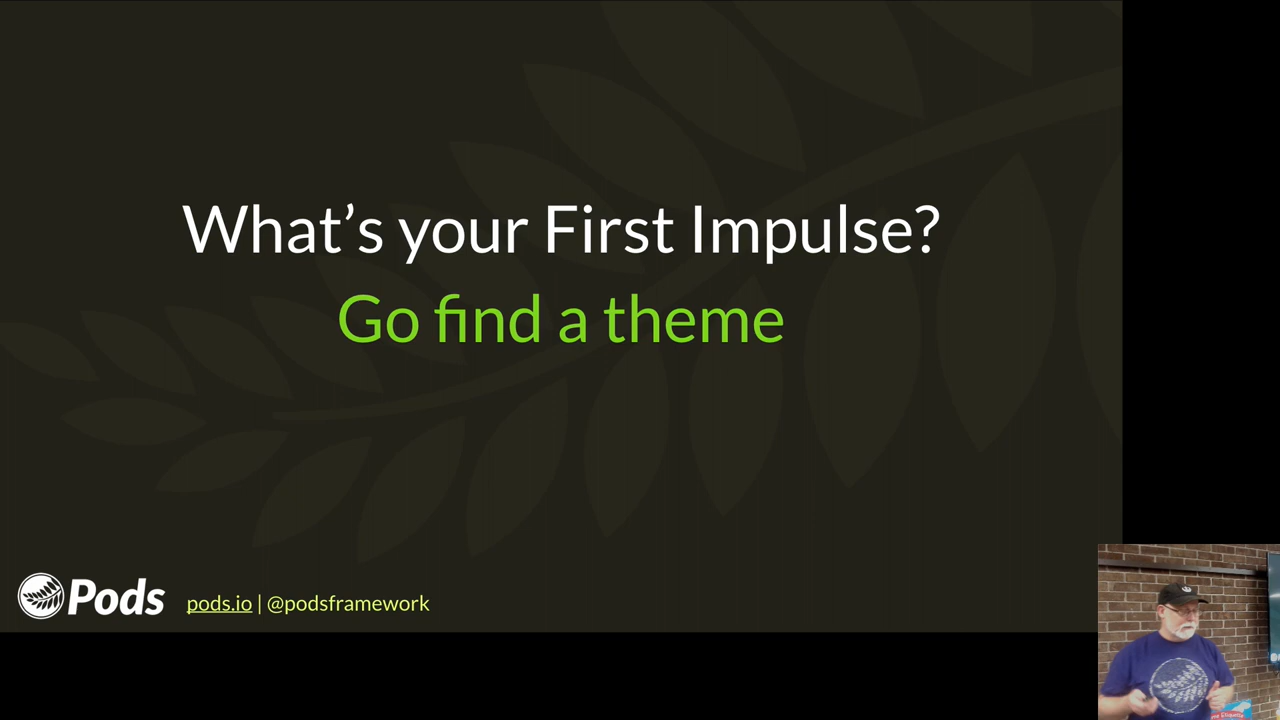 What's your First Impulse?
Go find a theme
Pods
pods.io | @podsframework